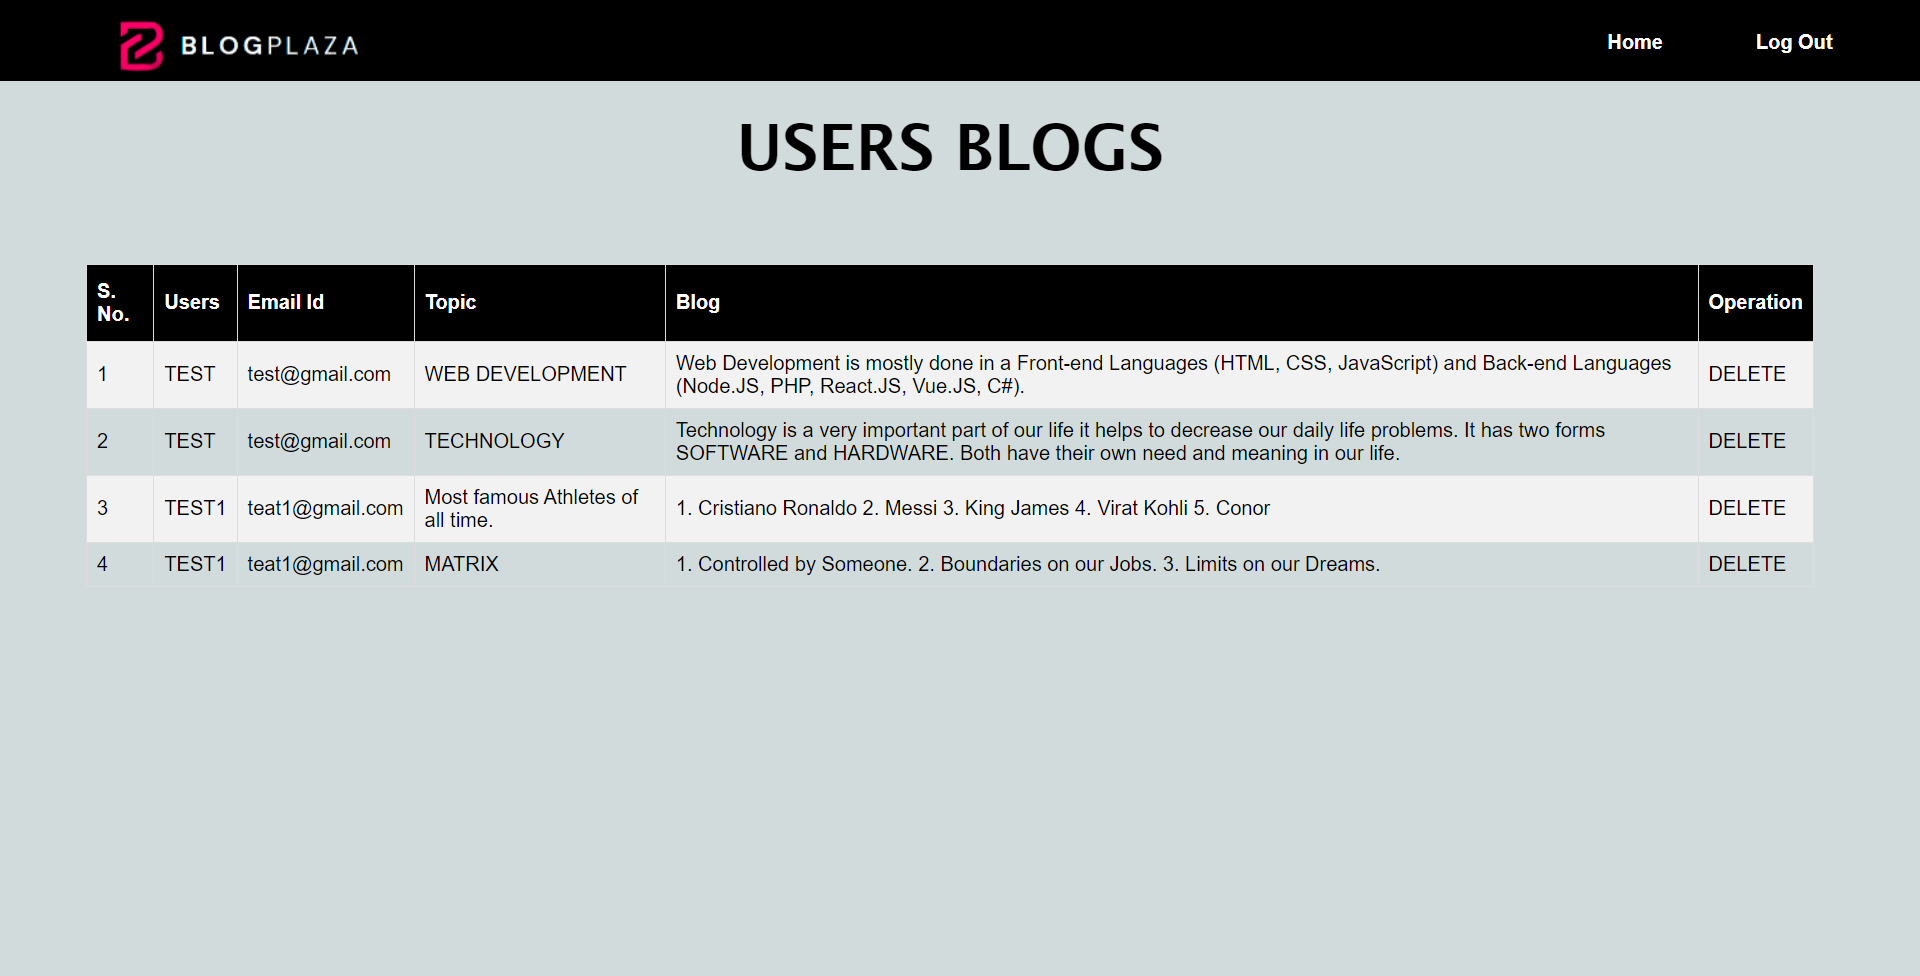 BLOGPLAZA
Home
Log Out
USERS BLOGS
S.
No.
Users
Email Id
Topic
Blog
Operation
1
TEST
test@gmail.com
WEB DEVELOPMENT
Web Development is mostly done in a Front-end Languages (HTML, CSS, JavaScript) and Back-end Languages
(Node.JS, PHP, React.JS, Vue.JS, C#).
DELETE
2
TEST
test@gmail.com
TECHNOLOGY
Technology is a very important part of our life it helps to decrease our daily life problems. It has two forms
SOFTWARE and HARDWARE. Both have their own need and meaning in our life.
DELETE
3
TEST1
teat1@gmail.com
Most famous Athletes of
all time.
1. Cristiano Ronaldo 2. Messi 3. King James 4. Virat Kohli 5. Conor
DELETE
4
TEST1
teat1@gmail.com
MATRIX
1. Controlled by Someone. 2. Boundaries on our Jobs. 3. Limits on our Dreams.
DELETE